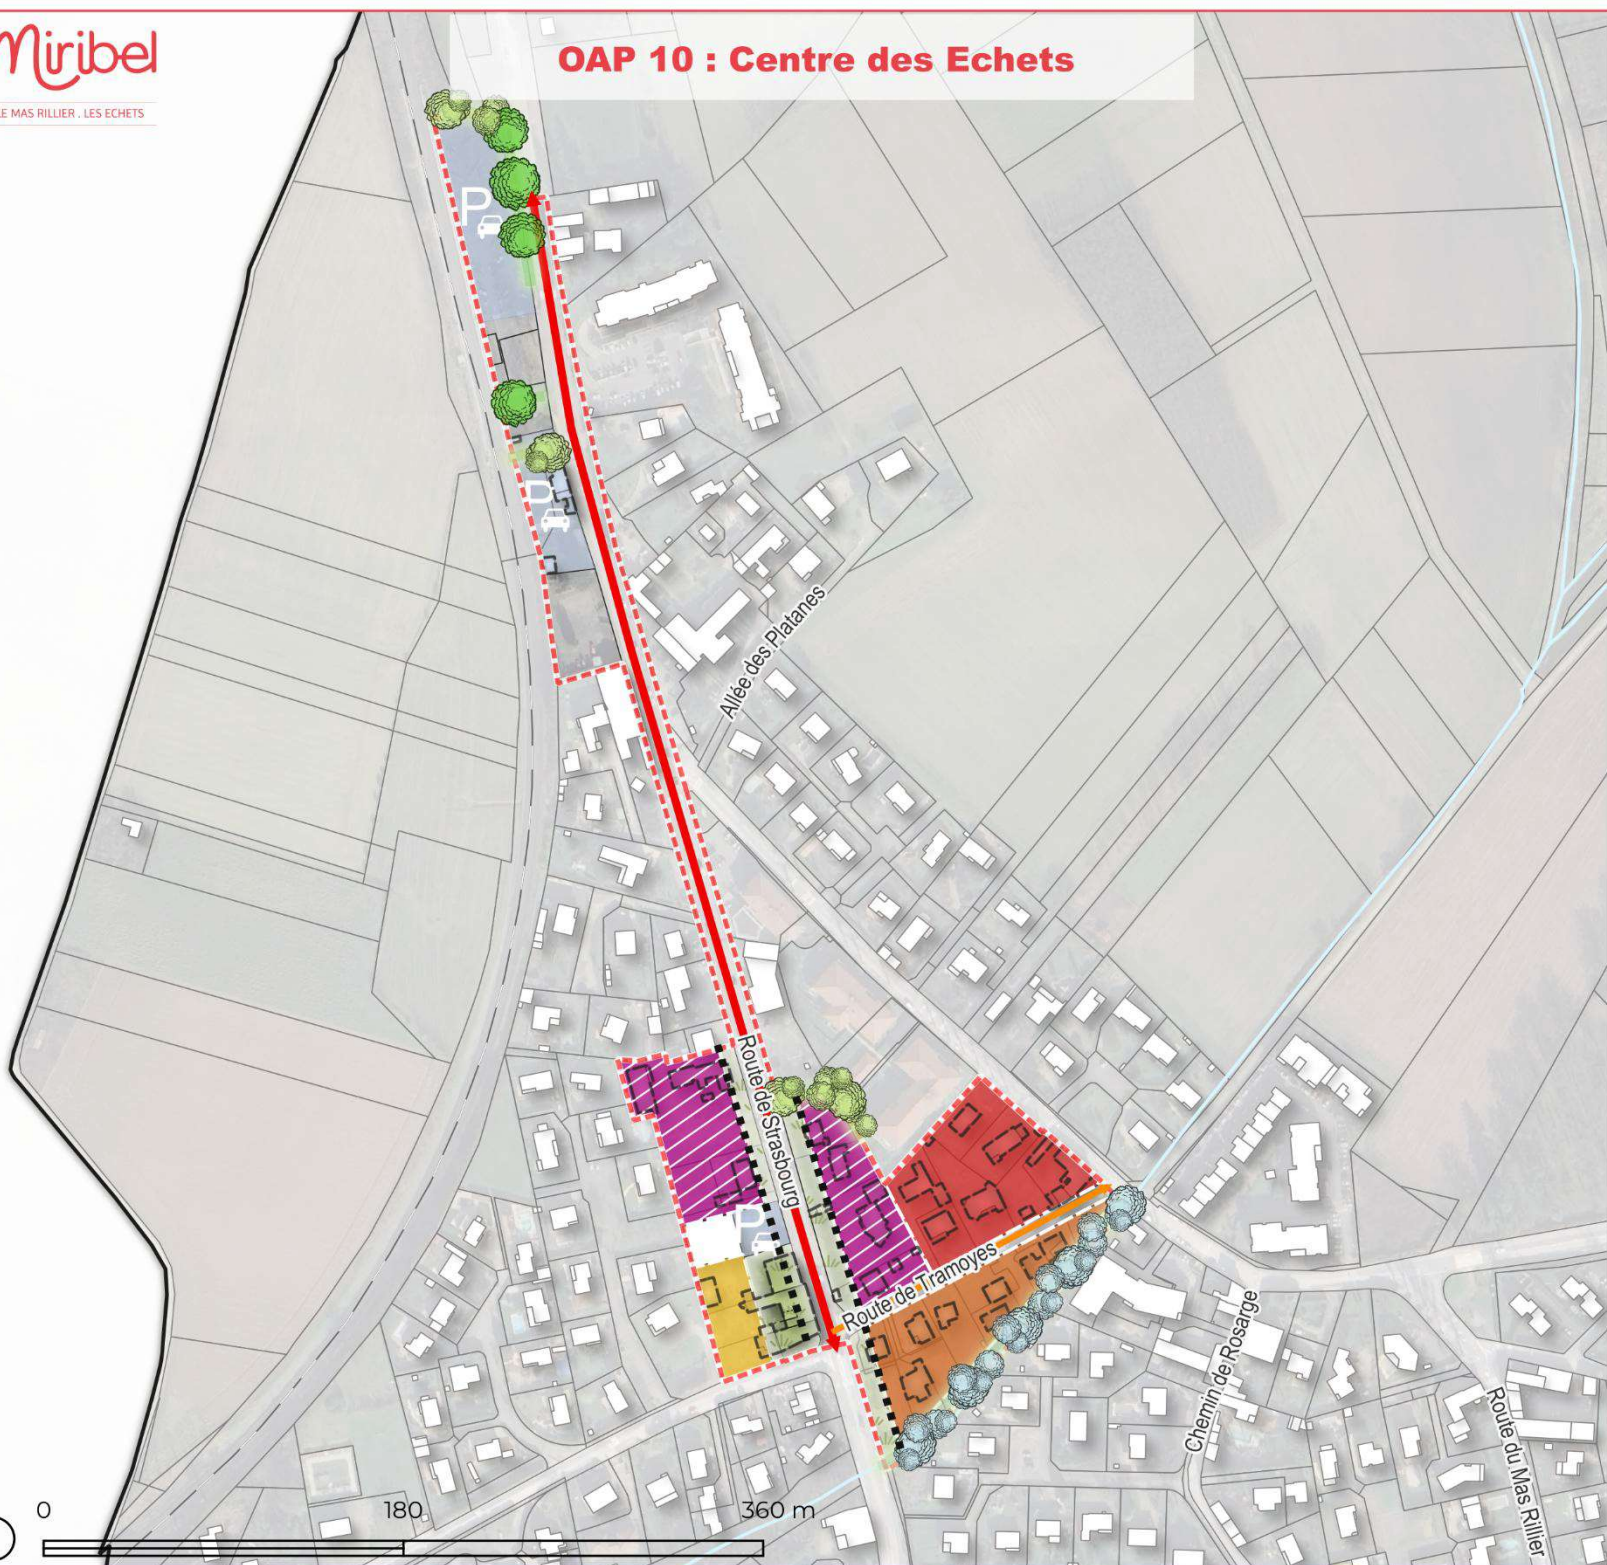 Miribel
LE MAS RILLIER . LES ECHETS
OAP 10 : Centre des Echets
P
P
Allée des Platanes
Route de Strasbourg
P
Route de Tramoyes
Chemin de Rosarge
Route du Mas Rillier
0 180 360 m